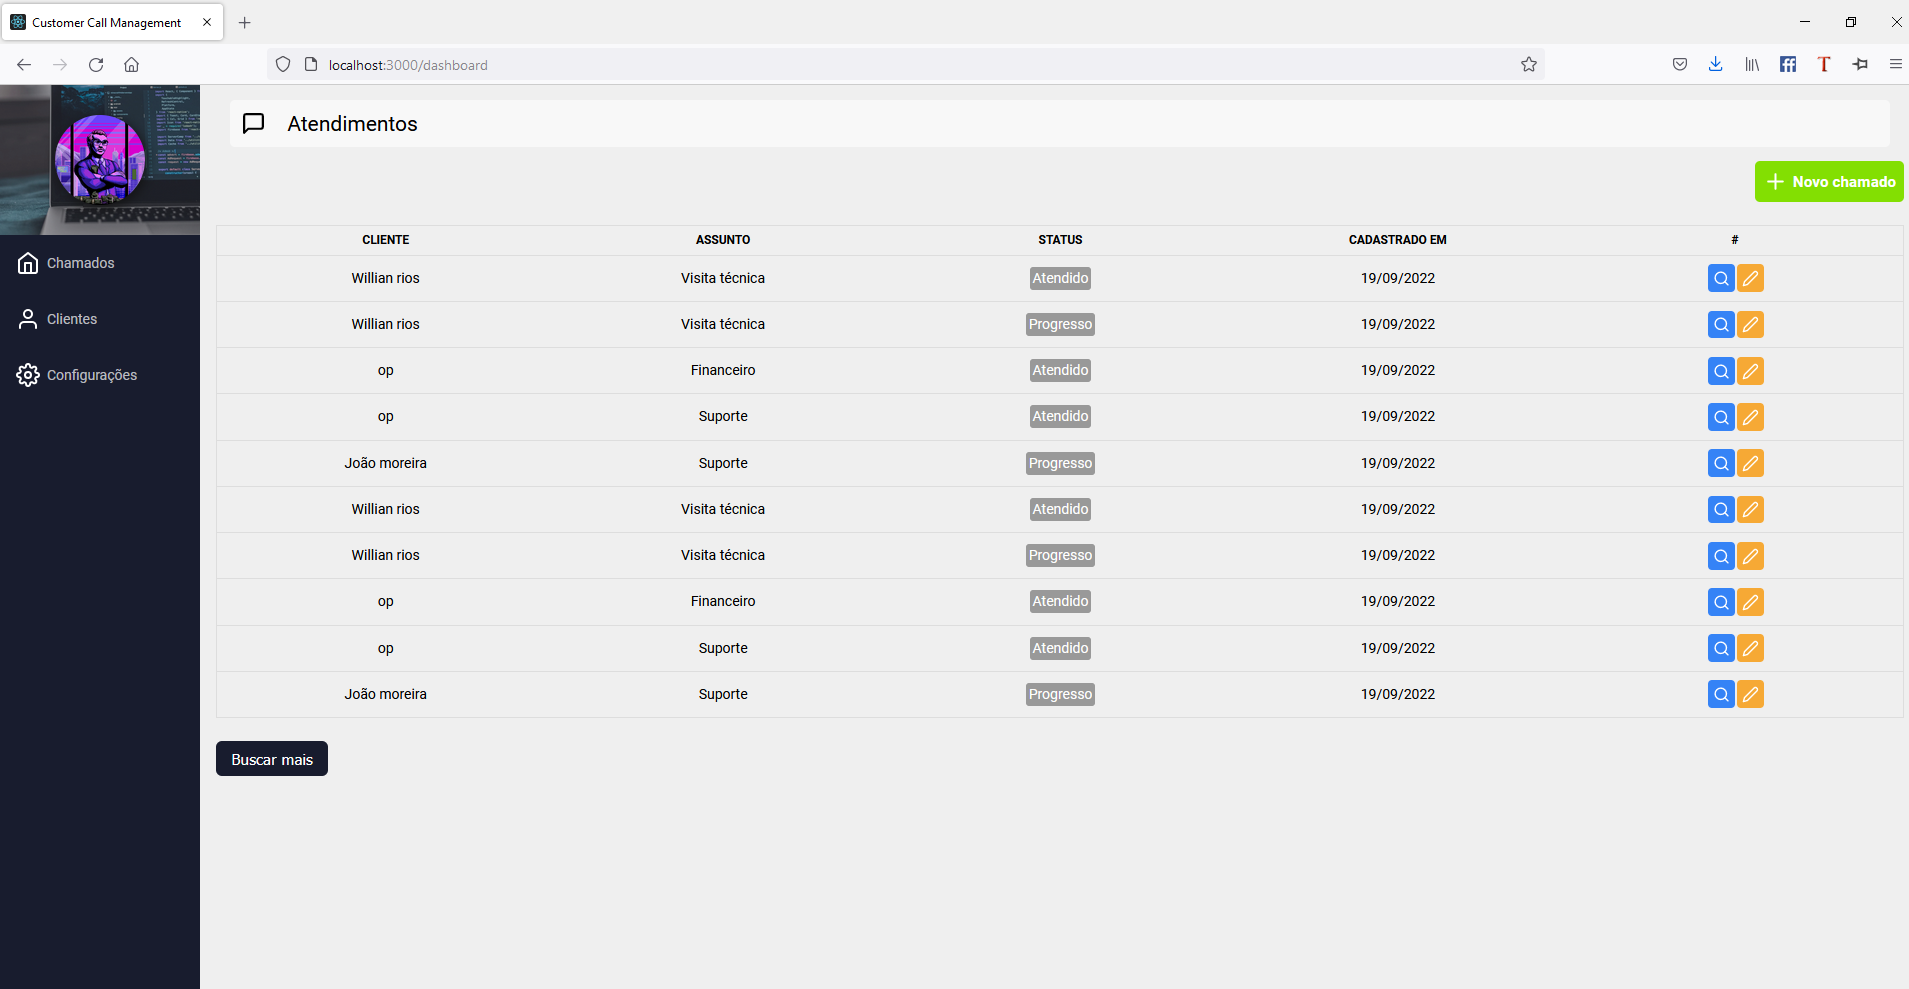 Customer Call Management
localhost:3000/dashboard
Atendimentos
Novo chamado
Chamados
Clientes
Configurações
CLIENTE ASSUNTO STATUS CADASTRADO EM #
Willian rios Visita técnica Atendido 19/09/2022
Willian rios Visita técnica Progresso 19/09/2022
op Financeiro Atendido 19/09/2022
op Suporte Atendido 19/09/2022
João moreira Suporte Progresso 19/09/2022
Willian rios Visita técnica Atendido 19/09/2022
Willian rios Visita técnica Progresso 19/09/2022
op Financeiro Atendido 19/09/2022
op Suporte Atendido 19/09/2022
João moreira Suporte Progresso 19/09/2022
Buscar mais